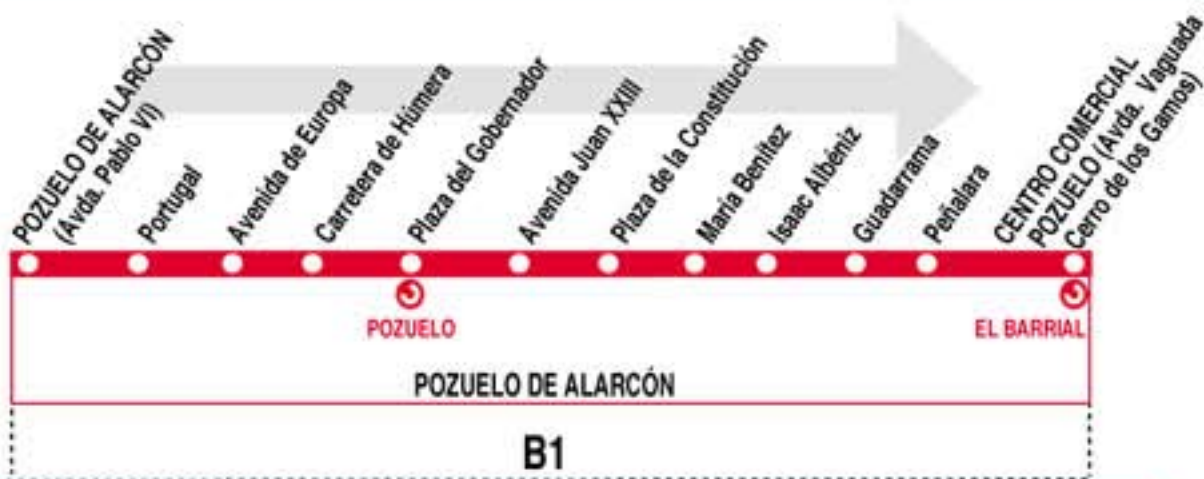 POZUELO DE ALARCÓN
(Avda. Pablo VI)
Portugal
Avenida de Europa
Carretera de Húmera
Plaza del Gobernador
Avenida Juan XXIII
Plaza de la Constitución
María Benítez
Isaac Albéniz
Guadarrama
Peñalara
CENTRO COMERCIAL
POZUELO (Avda. Vaguada
Cerro de los Gamos)
POZUELO
EL BARRIAL
POZUELO DE ALARCÓN
B1